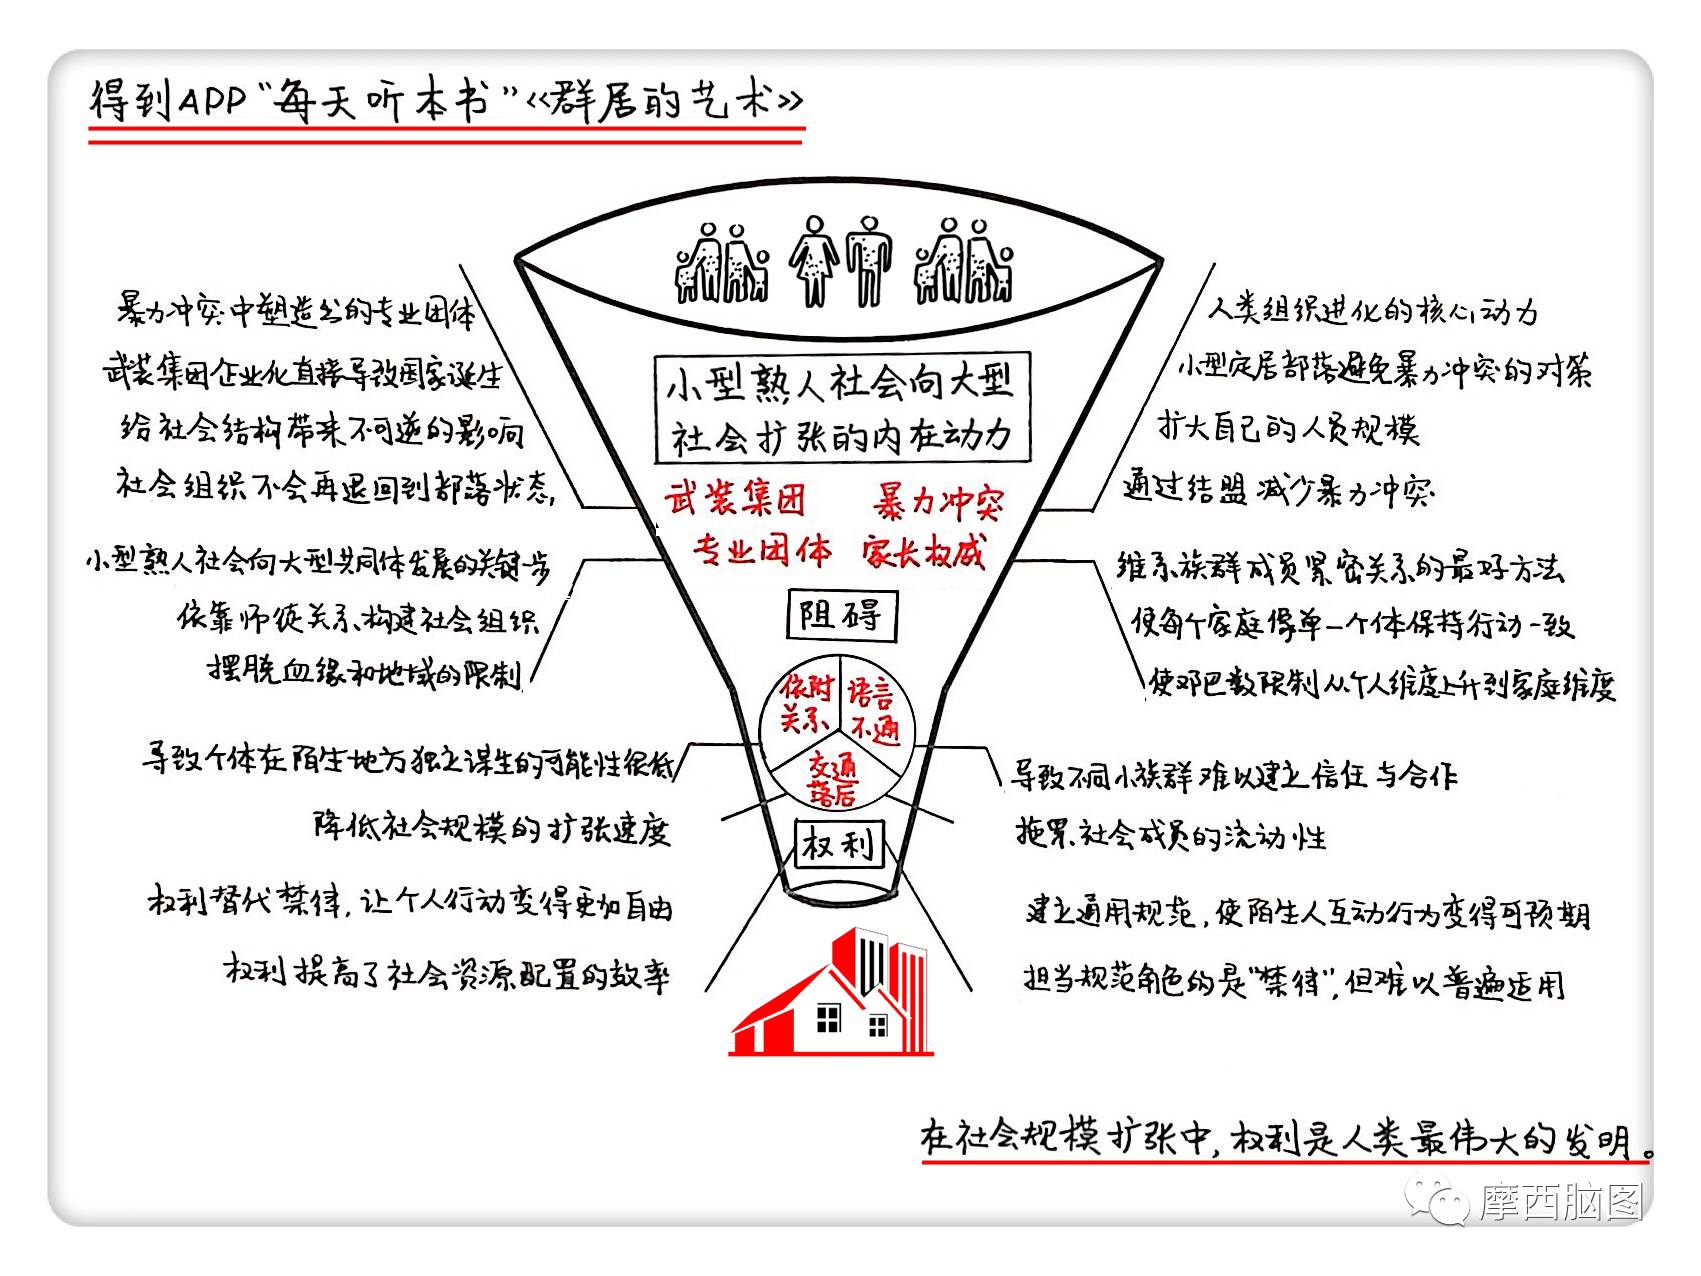 得到APP“每天听本书”《群居的艺术》
小型熟人社会向大型
社会扩张的内在动力
武装集团 暴力冲突
专业团体 家长权威
阻碍
依附
关系
语言
不通
交通
落后
权利
暴力冲突中塑造出的专业团体
武装集团企业化直接导致国家诞生
给社会结构带来不可逆的影响
社会组织不会再退回到部落状态,
小型熟人社会向大型共同体发展的关键步
依靠师徒关系构建社会组织
摆脱血缘和地域的限制
导致个体在陌生地方独立谋生的可能性很低
降低社会规模的扩张速度
权利替代禁律,让个人行动变得更加自由
权利提高了社会资源配置的效率
人类组织进化的核心动力
小型定居部落避免暴力冲突的对策
扩大自己的人员规模
通过结盟减少暴力冲突
维系族群成员紧密关系的最好方法
使每个家庭像单一个体保持行动一致
使邓巴数限制从个人维度上升到家庭维度
导致不同小族群难以建立信任与合作
拖累社会成员的流动性
建立通用规范,使陌生人互动行为变得可预期
担当规范角色的是“禁律”,但难以普遍适用
在社会规模扩张中,权利是人类最伟大的发明。
摩西脑图